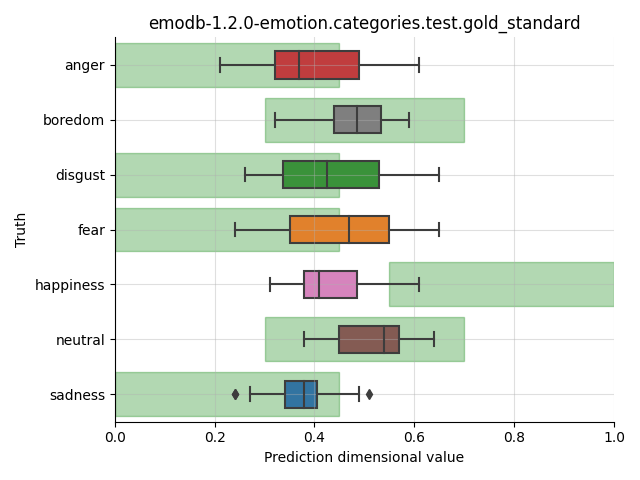 emodb-1.2.0-emotion.categories.test.gold_standard
Truth
anger
boredom
disgust
fear
happiness
neutral
sadness
0.0 0.2 0.4 0.6 0.8 1.0
Prediction dimensional value